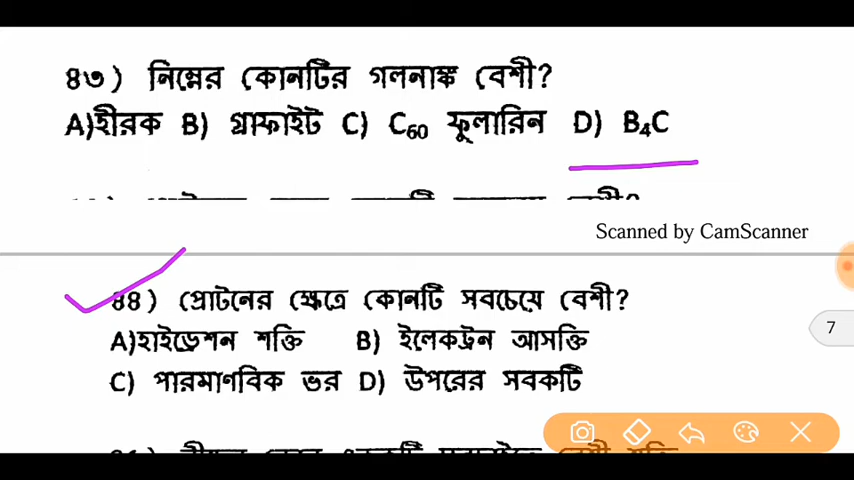 ৪৩) নিম্নের কোনটির গলনাঙ্ক বেশী?
A)হীরক B) গ্রাফাইট C) C₆₀ ফুলারিন D) B₄C
Scanned by CamScanner
৪৪) প্রোটনের ক্ষেত্রে কোনটি সবচেয়ে বেশী?
7
A)হাইড্রেশন শক্তি B) ইলেকট্রন আসক্তি
C) পারমাণবিক ভর D) উপরের সবকটি